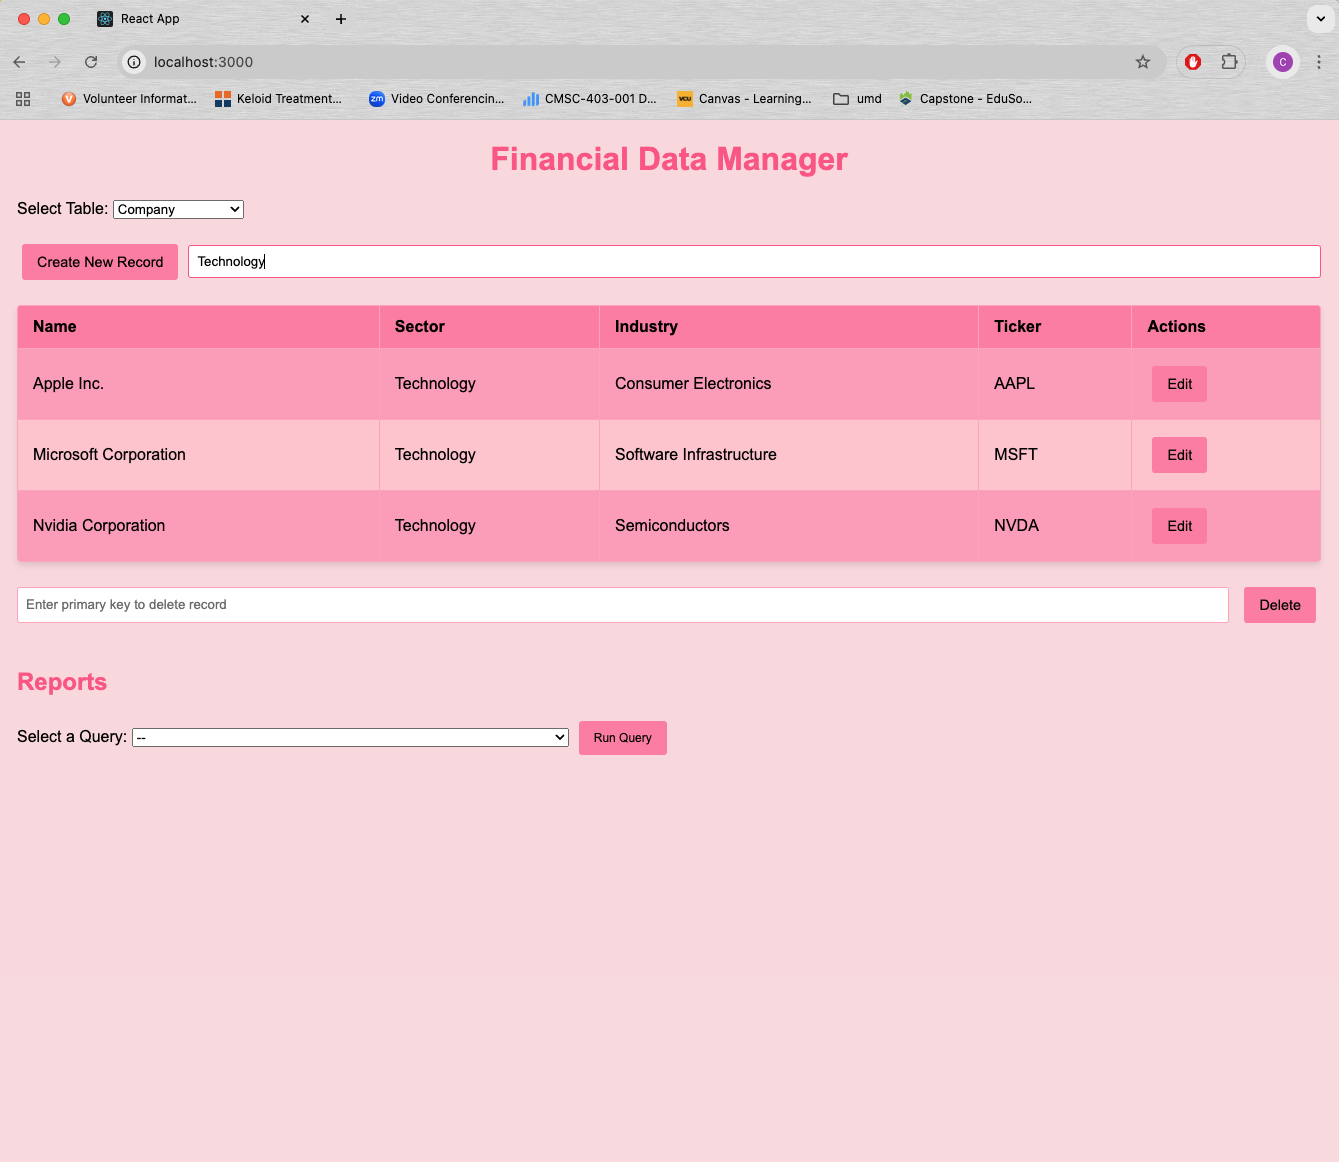 React App
localhost:3000
C
Volunteer Informat...
Keloid Treatment...
zm Video Conferencin...
CMSC-403-001 D...
VCU Canvas - Learning...
umd
Capstone - EduSo...
Financial Data Manager
Select Table: Company
Create New Record Technology
Name Sector Industry Ticker Actions
Apple Inc. Technology Consumer Electronics AAPL Edit
Microsoft Corporation Technology Software Infrastructure MSFT Edit
Nvidia Corporation Technology Semiconductors NVDA Edit
Enter primary key to delete record Delete
Reports
Select a Query: -- Run Query